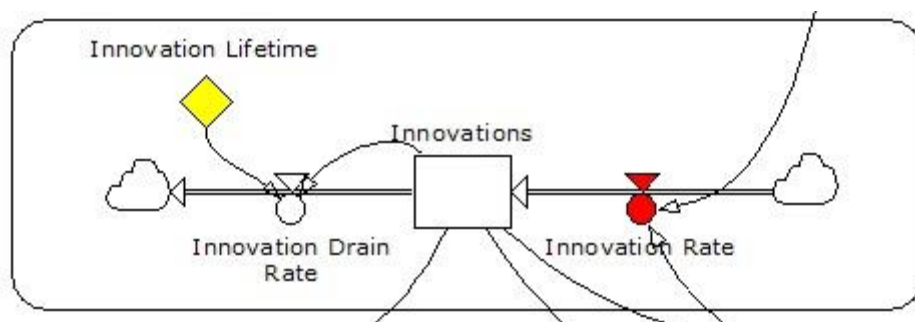 Innovation Lifetime
Innovations
Innovation Drain
Rate
Innovation Rate